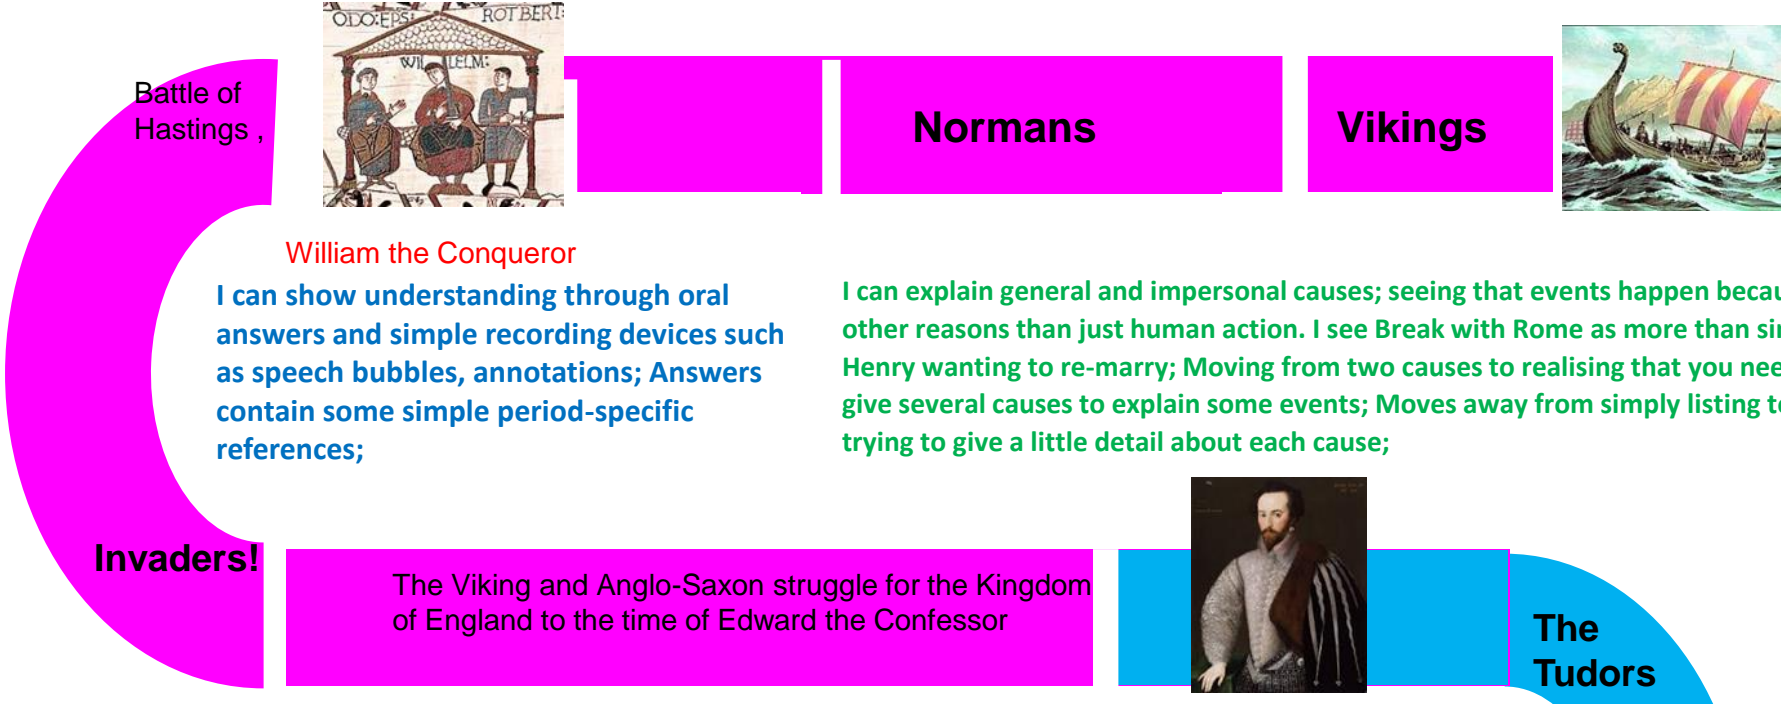 ODO:EPS:
ROTBERT:
WILLELM:
Battle of
Hastings ,
Normans
Vikings
William the Conqueror
I can show understanding through oral
answers and simple recording devices such
as speech bubbles, annotations; Answers
contain some simple period-specific
references;
I can explain general and impersonal causes; seeing that events happen becau
other reasons than just human action. I see Break with Rome as more than si
Henry wanting to re-marry; Moving from two causes to realising that you nee
give several causes to explain some events; Moves away from simply listing t
trying to give a little detail about each cause;
Invaders!
The Viking and Anglo-Saxon struggle for the Kingdom
of England to the time of Edward the Confessor
The
Tudors